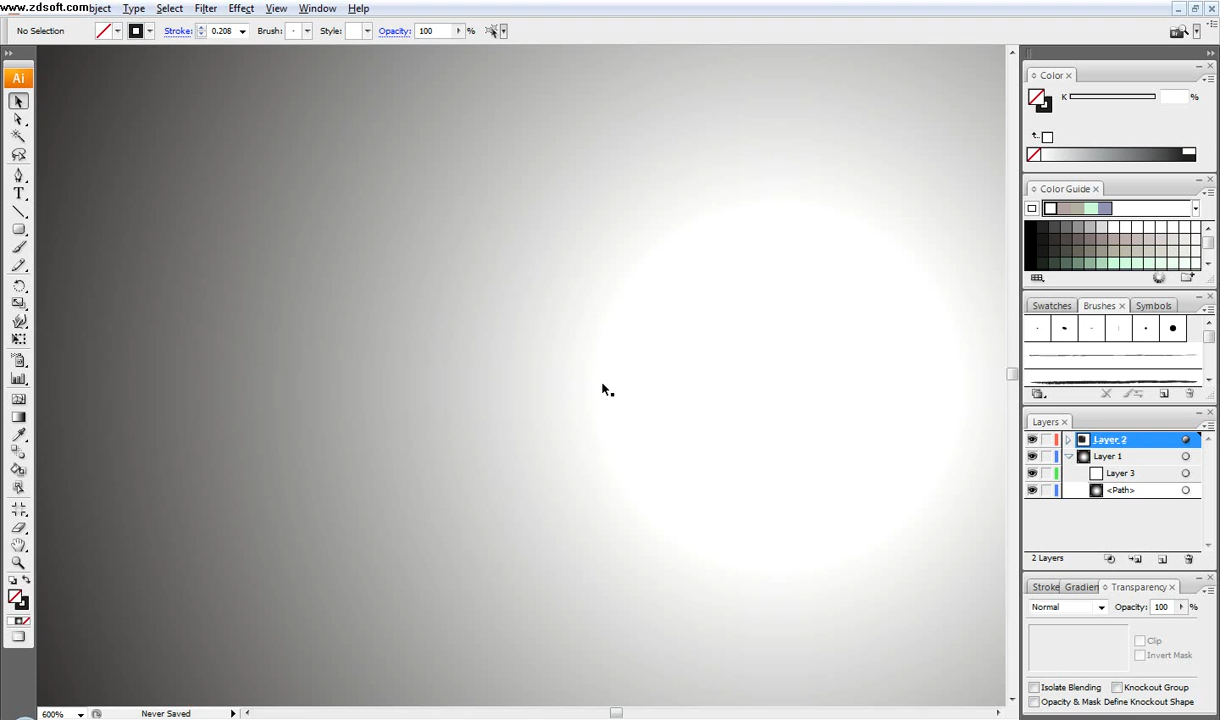 www.zdsoft.com bject Type Select Filter Effect View Window Help
No Selection Stroke: 0.208 Brush: Style: Opacity: 100 %
Ai
Color
K %
Color Guide
Swatches Brushes Symbols
Layers
Layer 2
Layer 1
Layer 3
<Path>
2 Layers
Stroke Gradien Transparency
Normal Opacity: 100 %
Clip
Invert Mask
Isolate Blending Knockout Group
Opacity & Mask Define Knockout Shape
600% Never Saved